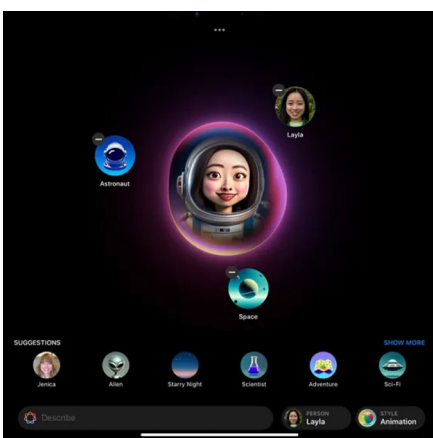 Layla
Astronaut
Space
SUGGESTIONS
SHOW MORE
Jenica
Alien
Starry Night
Scientist
Adventure
Sci-Fi
Describe
PERSON
Layla
STYLE
Animation